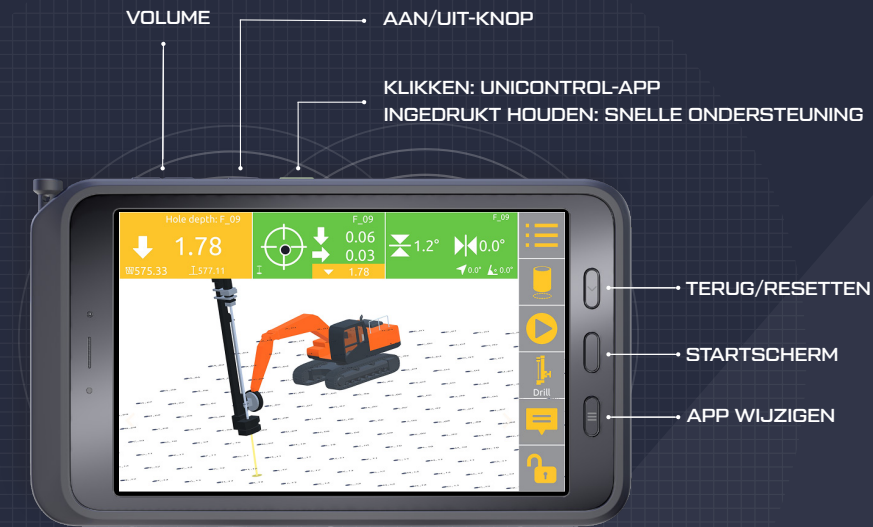 VOLUME
AAN/UIT-KNOP
KLIKKEN: UNICONTROL-APP
INGEDRUKT HOUDEN: SNELLE ONDERSTEUNING
Hole depth: F_09
1.78
575.33
577.11
F_09
0.06
0.03
1.78
F_09
1.2°
0.0°
0.0°
0.0°
Drill
TERUG/RESETTEN
STARTSCHERM
APP WIJZIGEN